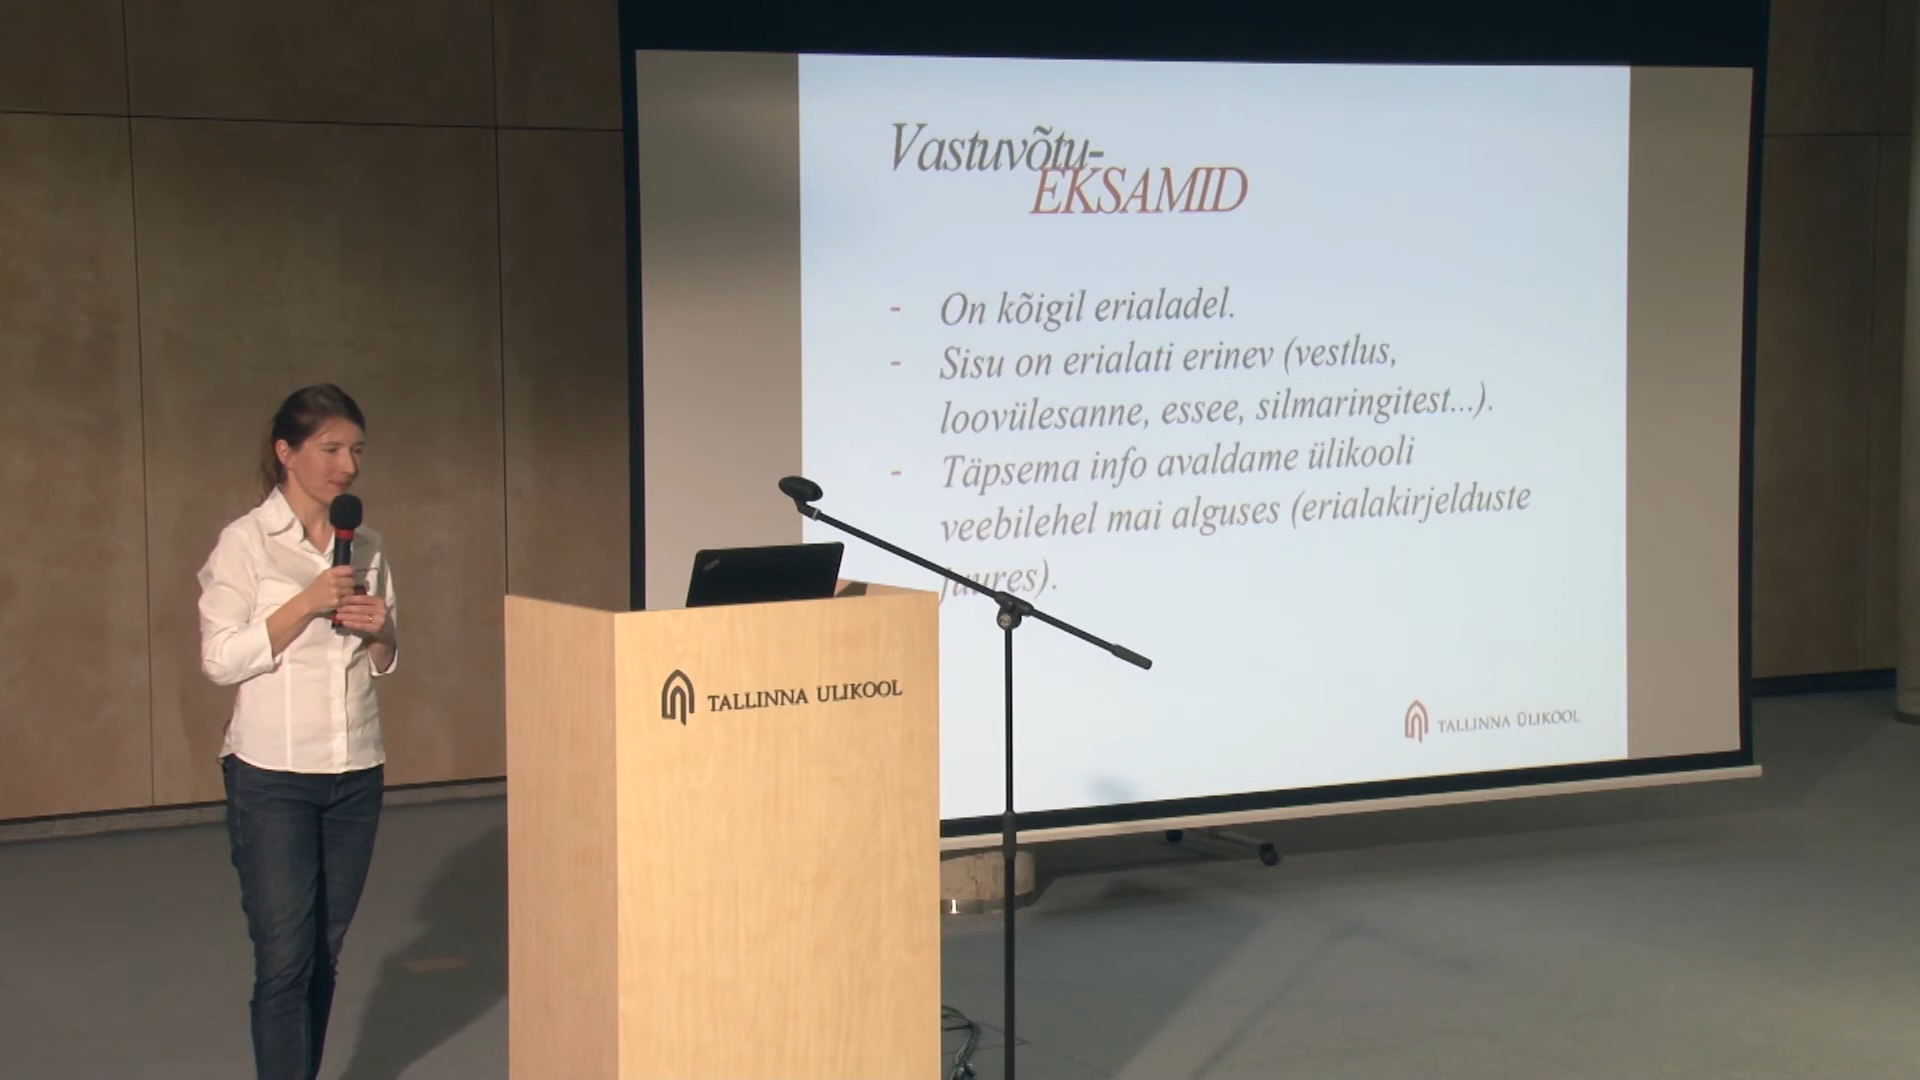 Vastuvõtu-
EKSAMID
- On kõigil erialadel.
- Sisu on erialati erinev (vestlus,
loovülesanne, essee, silmaringitest...).
- Täpsema info avaldame ülikooli
veebilehel mai alguses (erialakirjelduste
juures).
TALLINNA ÜLIKOOL
TALLINNA ÜLIKOOL